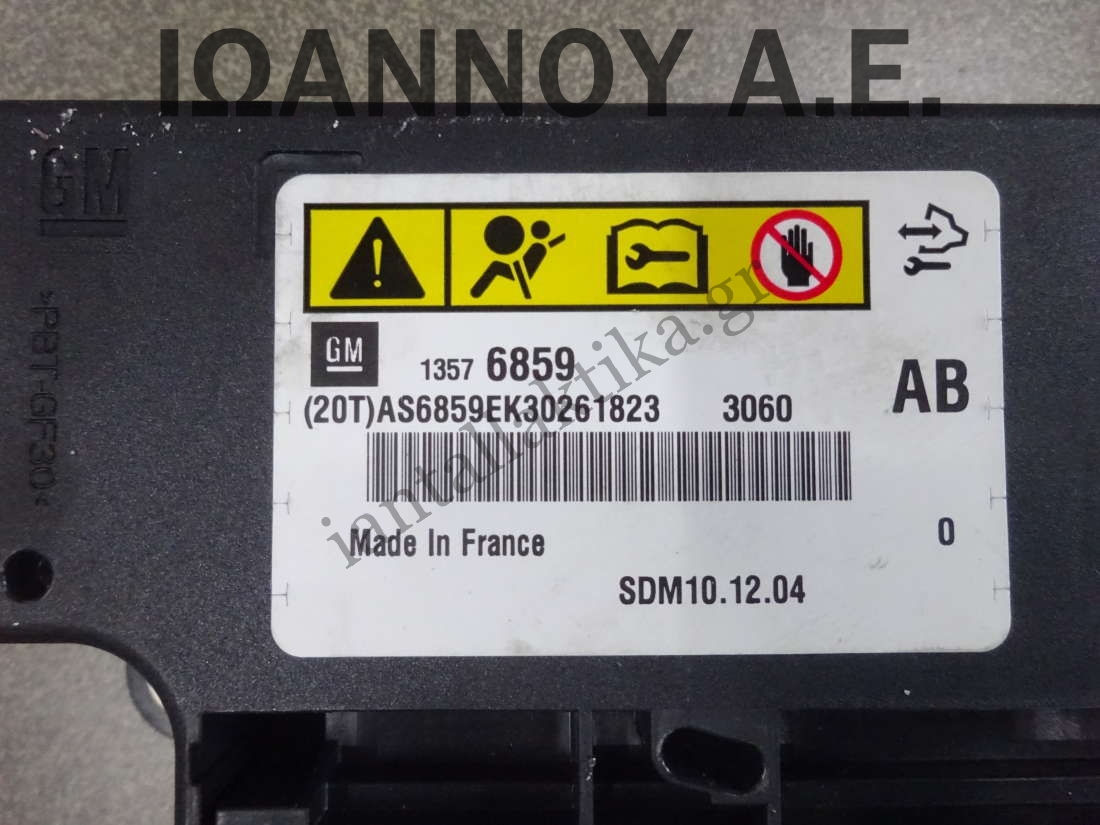 ΙΩΑΝΝΟΥ Α.Ε.
GM
GM
1357 6859
AB
(20T)AS6859EK30261823 3060
Made In France
0
SDM10.12.04
>PBT-GF30<
iantallaktika.gr